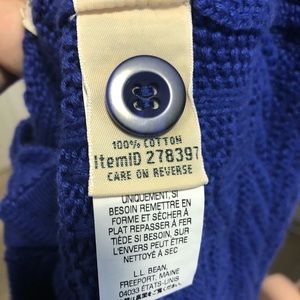 100% COTTON
ItemID 278397
CARE ON REVERSE
UNIQUEMENT, SI
BESOIN REMETTRE EN
FORME ET SÉCHER À
PLAT REPASSER À FER
TIÈDE SI BESOIN.
L'ENVERS PEUT ÊTRE
NETTOYÉ À SEC
L.L. BEAN,
FREEPORT, MAINE
04033 ÉTATS-UNIS